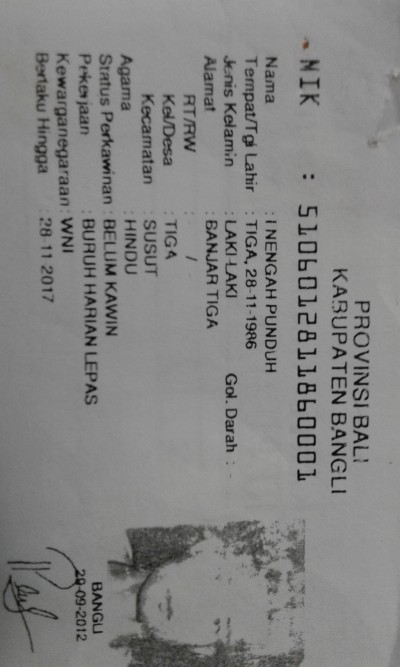 PROVINSI BALI
KABUPATEN BANGLI
NIK : 5106012811860001
Nama : I NENGAH PUNDUH
Tempat/Tgl Lahir : TIGA, 28-11-1986
Jenis Kelamin : LAKI-LAKI Gol. Darah : -
Alamat : BANJAR TIGA
RT/RW : /
Kel/Desa : TIGA
Kecamatan : SUSUT
Agama : HINDU
Status Perkawinan : BELUM KAWIN
Pekerjaan : BURUH HARIAN LEPAS
Kewarganegaraan : WNI
Berlaku Hingga : 28-11-2017
BANGLI
29-09-2012